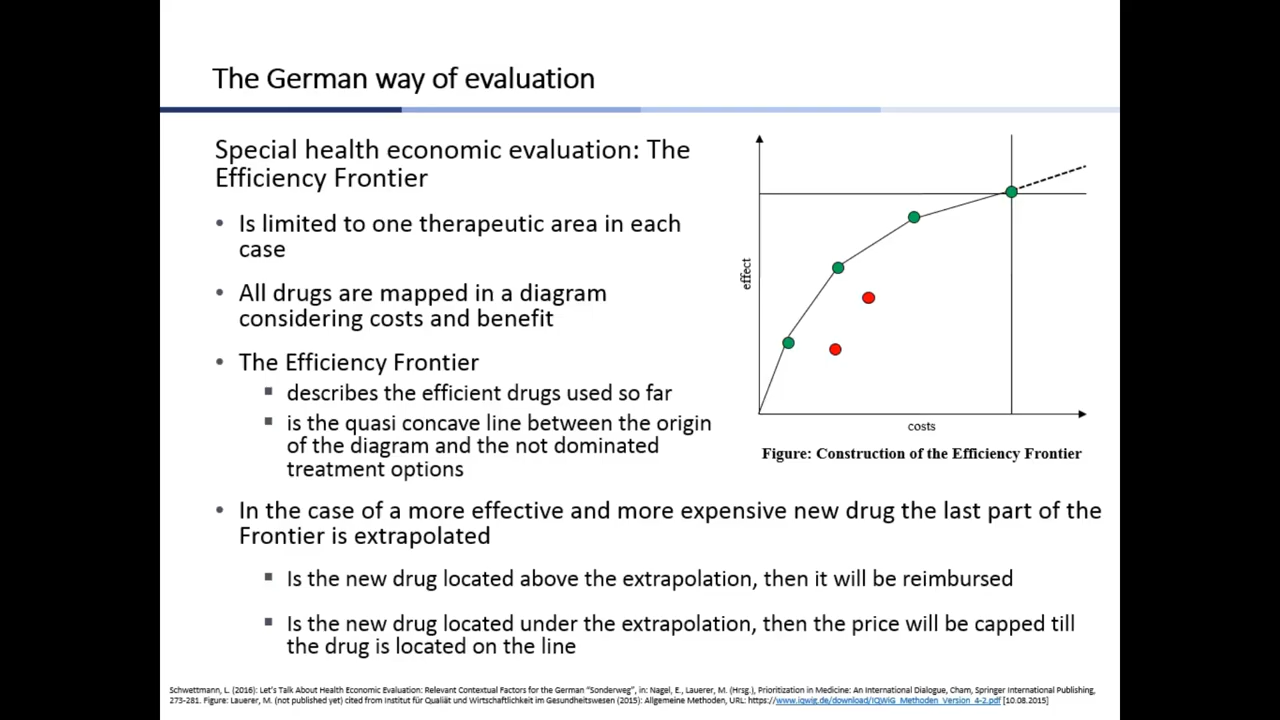 The German way of evaluation
Special health economic evaluation: The
Efficiency Frontier
• Is limited to one therapeutic area in each
case
• All drugs are mapped in a diagram
considering costs and benefit
• The Efficiency Frontier
▪ describes the efficient drugs used so far
▪ is the quasi concave line between the origin
of the diagram and the not dominated
treatment options
effect
costs
Figure: Construction of the Efficiency Frontier
• In the case of a more effective and more expensive new drug the last part of the
Frontier is extrapolated
▪ Is the new drug located above the extrapolation, then it will be reimbursed
▪ Is the new drug located under the extrapolation, then the price will be capped till
the drug is located on the line
Schwettmann, L. (2016): Let's Talk About Health Economic Evaluation: Relevant Contextual Factors for the German "Sonderweg", in: Nagel, E., Lauerer, M. (Hrsg.), Prioritization in Medicine: An International Dialogue, Cham, Springer International Publishing,
273-281. Figure: Lauerer, M. (not published yet) cited from Institut für Qualiät und Wirtschaftlichkeit im Gesundheitswesen (2015): Allgemeine Methoden, URL: https://www.iqwig.de/download/IQWiG_Methoden_Version_4-2.pdf [10.08.2015]